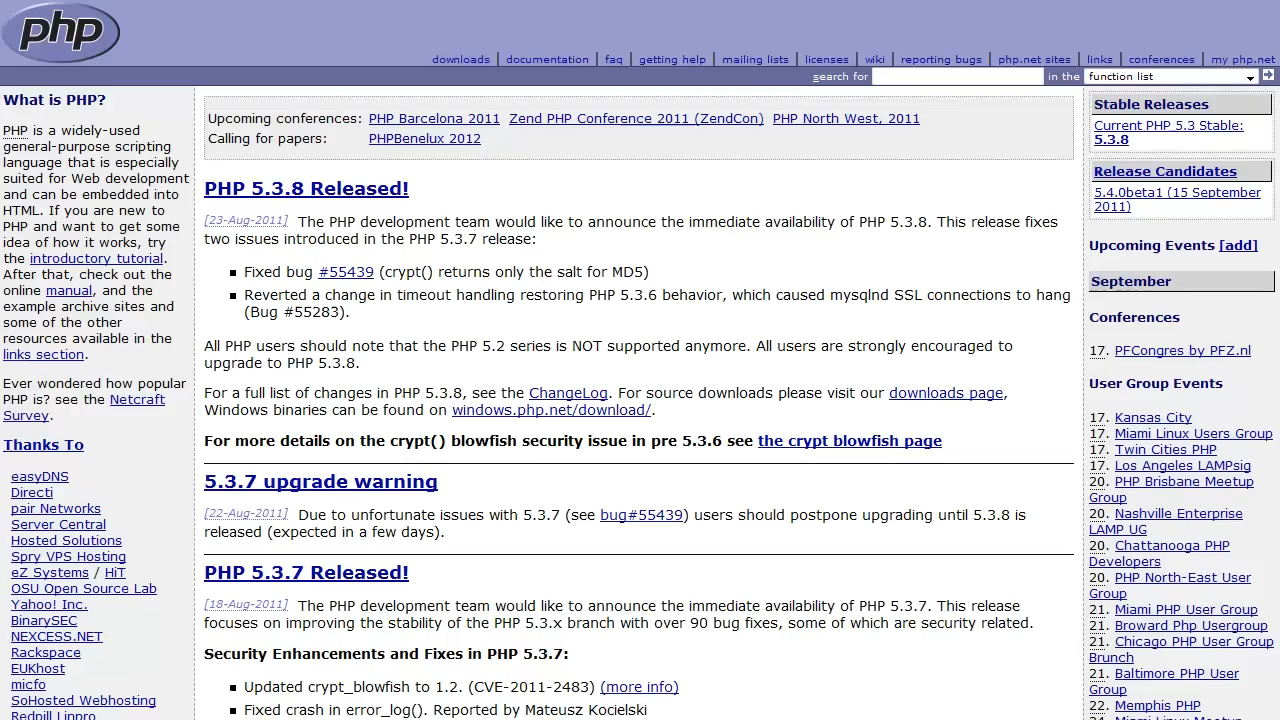 php
downloads | documentation | faq | getting help | mailing lists | licenses | wiki | reporting bugs | php.net sites | links | conferences | my php.net
search for in the function list
What is PHP?
PHP is a widely-used
general-purpose scripting
language that is especially
suited for Web development
and can be embedded into
HTML. If you are new to
PHP and want to get some
idea of how it works, try
the introductory tutorial.
After that, check out the
online manual, and the
example archive sites and
some of the other
resources available in the
links section.
Ever wondered how popular
PHP is? see the Netcraft
Survey.
Thanks To
easyDNS
Directi
pair Networks
Server Central
Hosted Solutions
Spry VPS Hosting
eZ Systems / HiT
OSU Open Source Lab
Yahoo! Inc.
BinarySEC
NEXCESS.NET
Rackspace
EUKhost
micfo
SoHosted Webhosting
Redpill Linpro
Upcoming conferences: PHP Barcelona 2011 Zend PHP Conference 2011 (ZendCon) PHP North West, 2011
Calling for papers: PHPBenelux 2012
PHP 5.3.8 Released!
[23-Aug-2011] The PHP development team would like to announce the immediate availability of PHP 5.3.8. This release fixes
two issues introduced in the PHP 5.3.7 release:
Fixed bug #55439 (crypt() returns only the salt for MD5)
Reverted a change in timeout handling restoring PHP 5.3.6 behavior, which caused mysqlnd SSL connections to hang
(Bug #55283).
All PHP users should note that the PHP 5.2 series is NOT supported anymore. All users are strongly encouraged to
upgrade to PHP 5.3.8.
For a full list of changes in PHP 5.3.8, see the ChangeLog. For source downloads please visit our downloads page,
Windows binaries can be found on windows.php.net/download/.
For more details on the crypt() blowfish security issue in pre 5.3.6 see the crypt blowfish page
5.3.7 upgrade warning
[22-Aug-2011] Due to unfortunate issues with 5.3.7 (see bug#55439) users should postpone upgrading until 5.3.8 is
released (expected in a few days).
PHP 5.3.7 Released!
[18-Aug-2011] The PHP development team would like to announce the immediate availability of PHP 5.3.7. This release
focuses on improving the stability of the PHP 5.3.x branch with over 90 bug fixes, some of which are security related.
Security Enhancements and Fixes in PHP 5.3.7:
Updated crypt_blowfish to 1.2. (CVE-2011-2483) (more info)
Fixed crash in error_log(). Reported by Mateusz Kocielski
Stable Releases
Current PHP 5.3 Stable:
5.3.8
Release Candidates
5.4.0beta1 (15 September
2011)
Upcoming Events [add]
September
Conferences
17. PFCongres by PFZ.nl
User Group Events
17. Kansas City
17. Miami Linux Users Group
17. Twin Cities PHP
17. Los Angeles LAMPsig
20. PHP Brisbane Meetup
Group
20. Nashville Enterprise
LAMP UG
20. Chattanooga PHP
Developers
20. PHP North-East User
Group
21. Miami PHP User Group
21. Broward Php Usergroup
21. Chicago PHP User Group
Brunch
21. Baltimore PHP User
Group
22. Memphis PHP